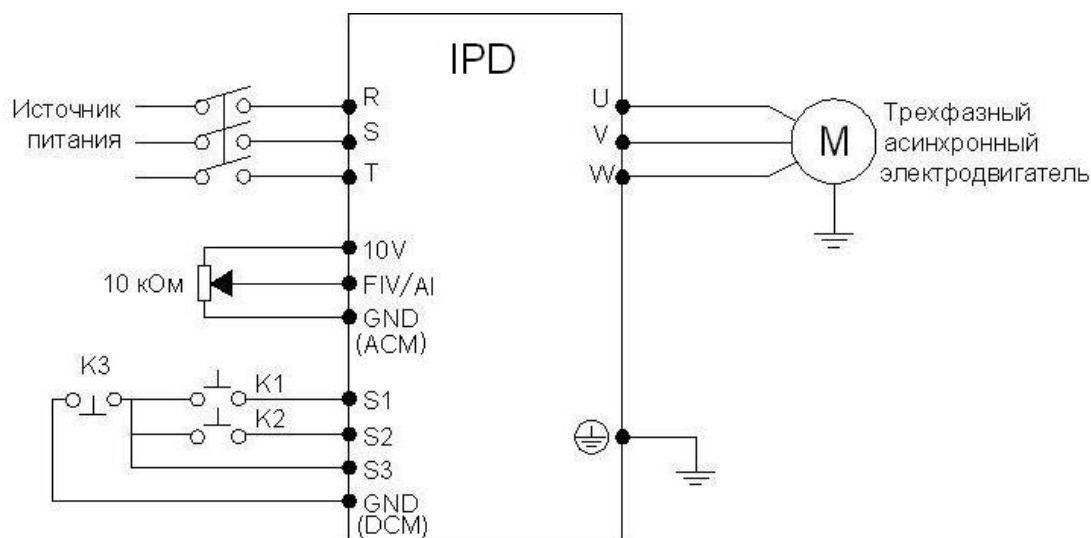 IPD
Источник
питания
R
S
T
U
V
W
M
Трехфазный
асинхронный
электродвигатель
10 кОм
10V
FIV/AI
GND
(ACM)
K3
K1
K2
S1
S2
S3
GND
(DCM)